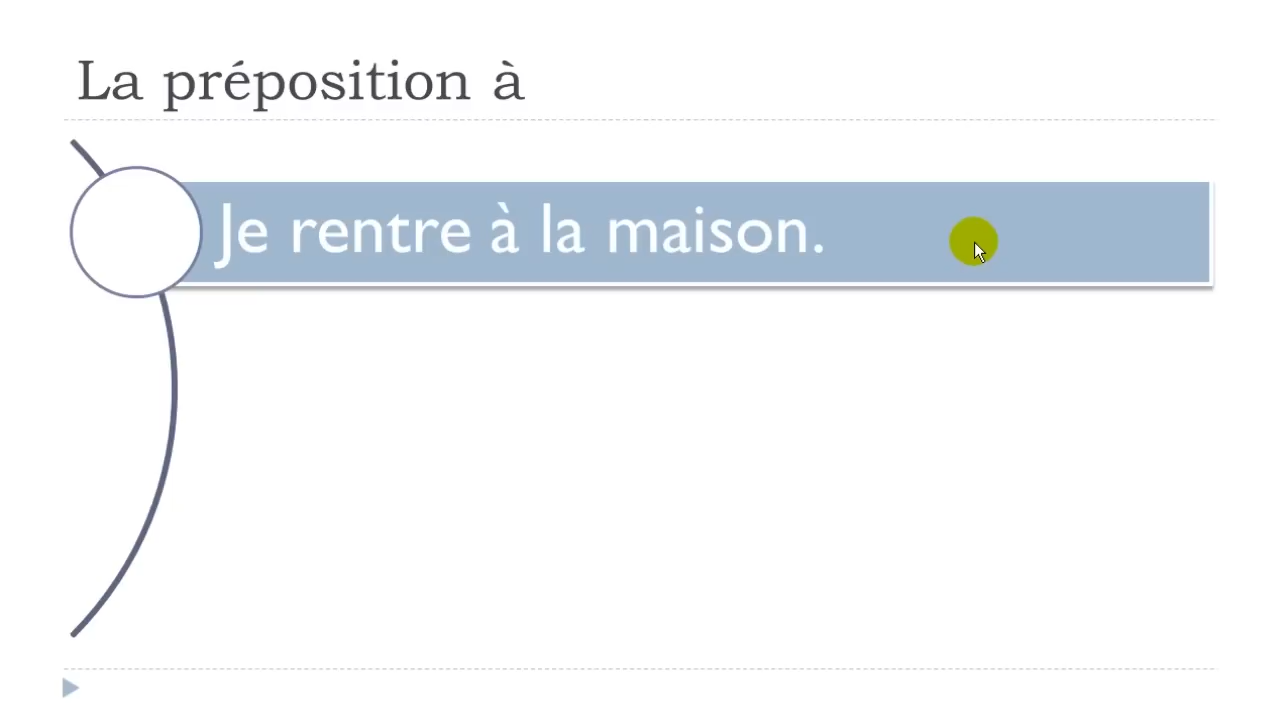 La préposition à
Je rentre à la maison.